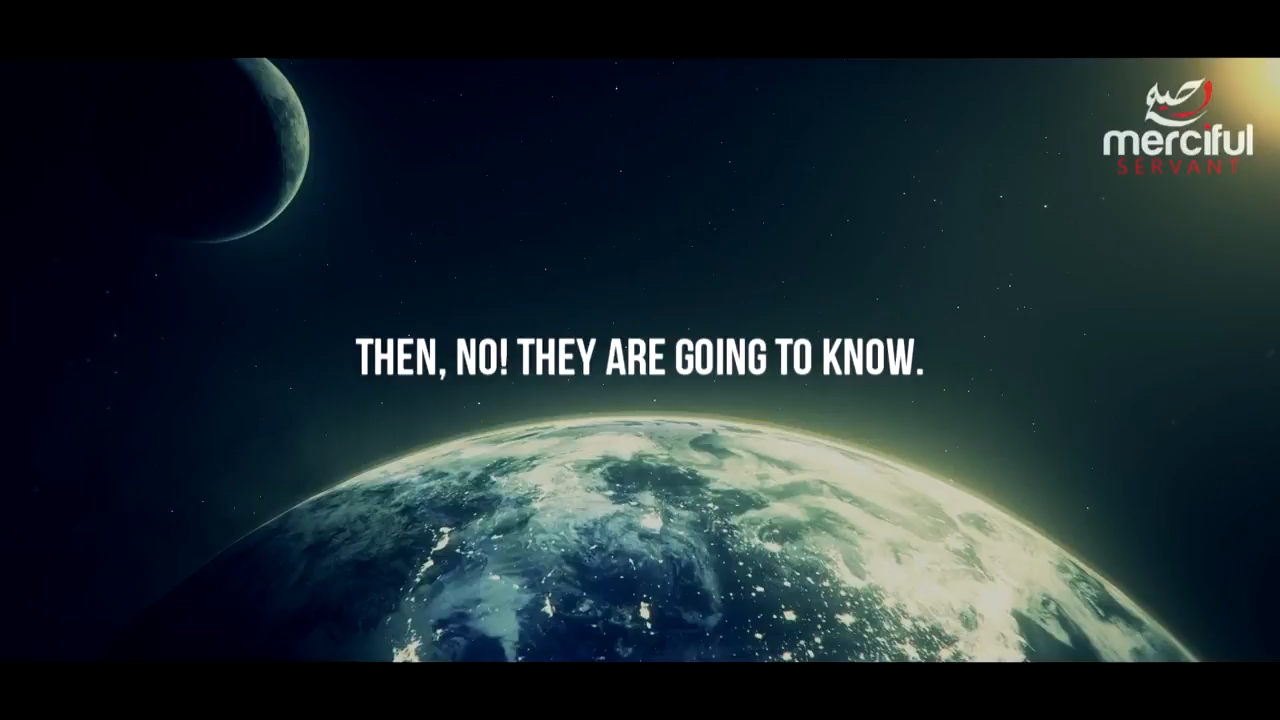 merciful
SERVANT
THEN, NO! THEY ARE GOING TO KNOW.